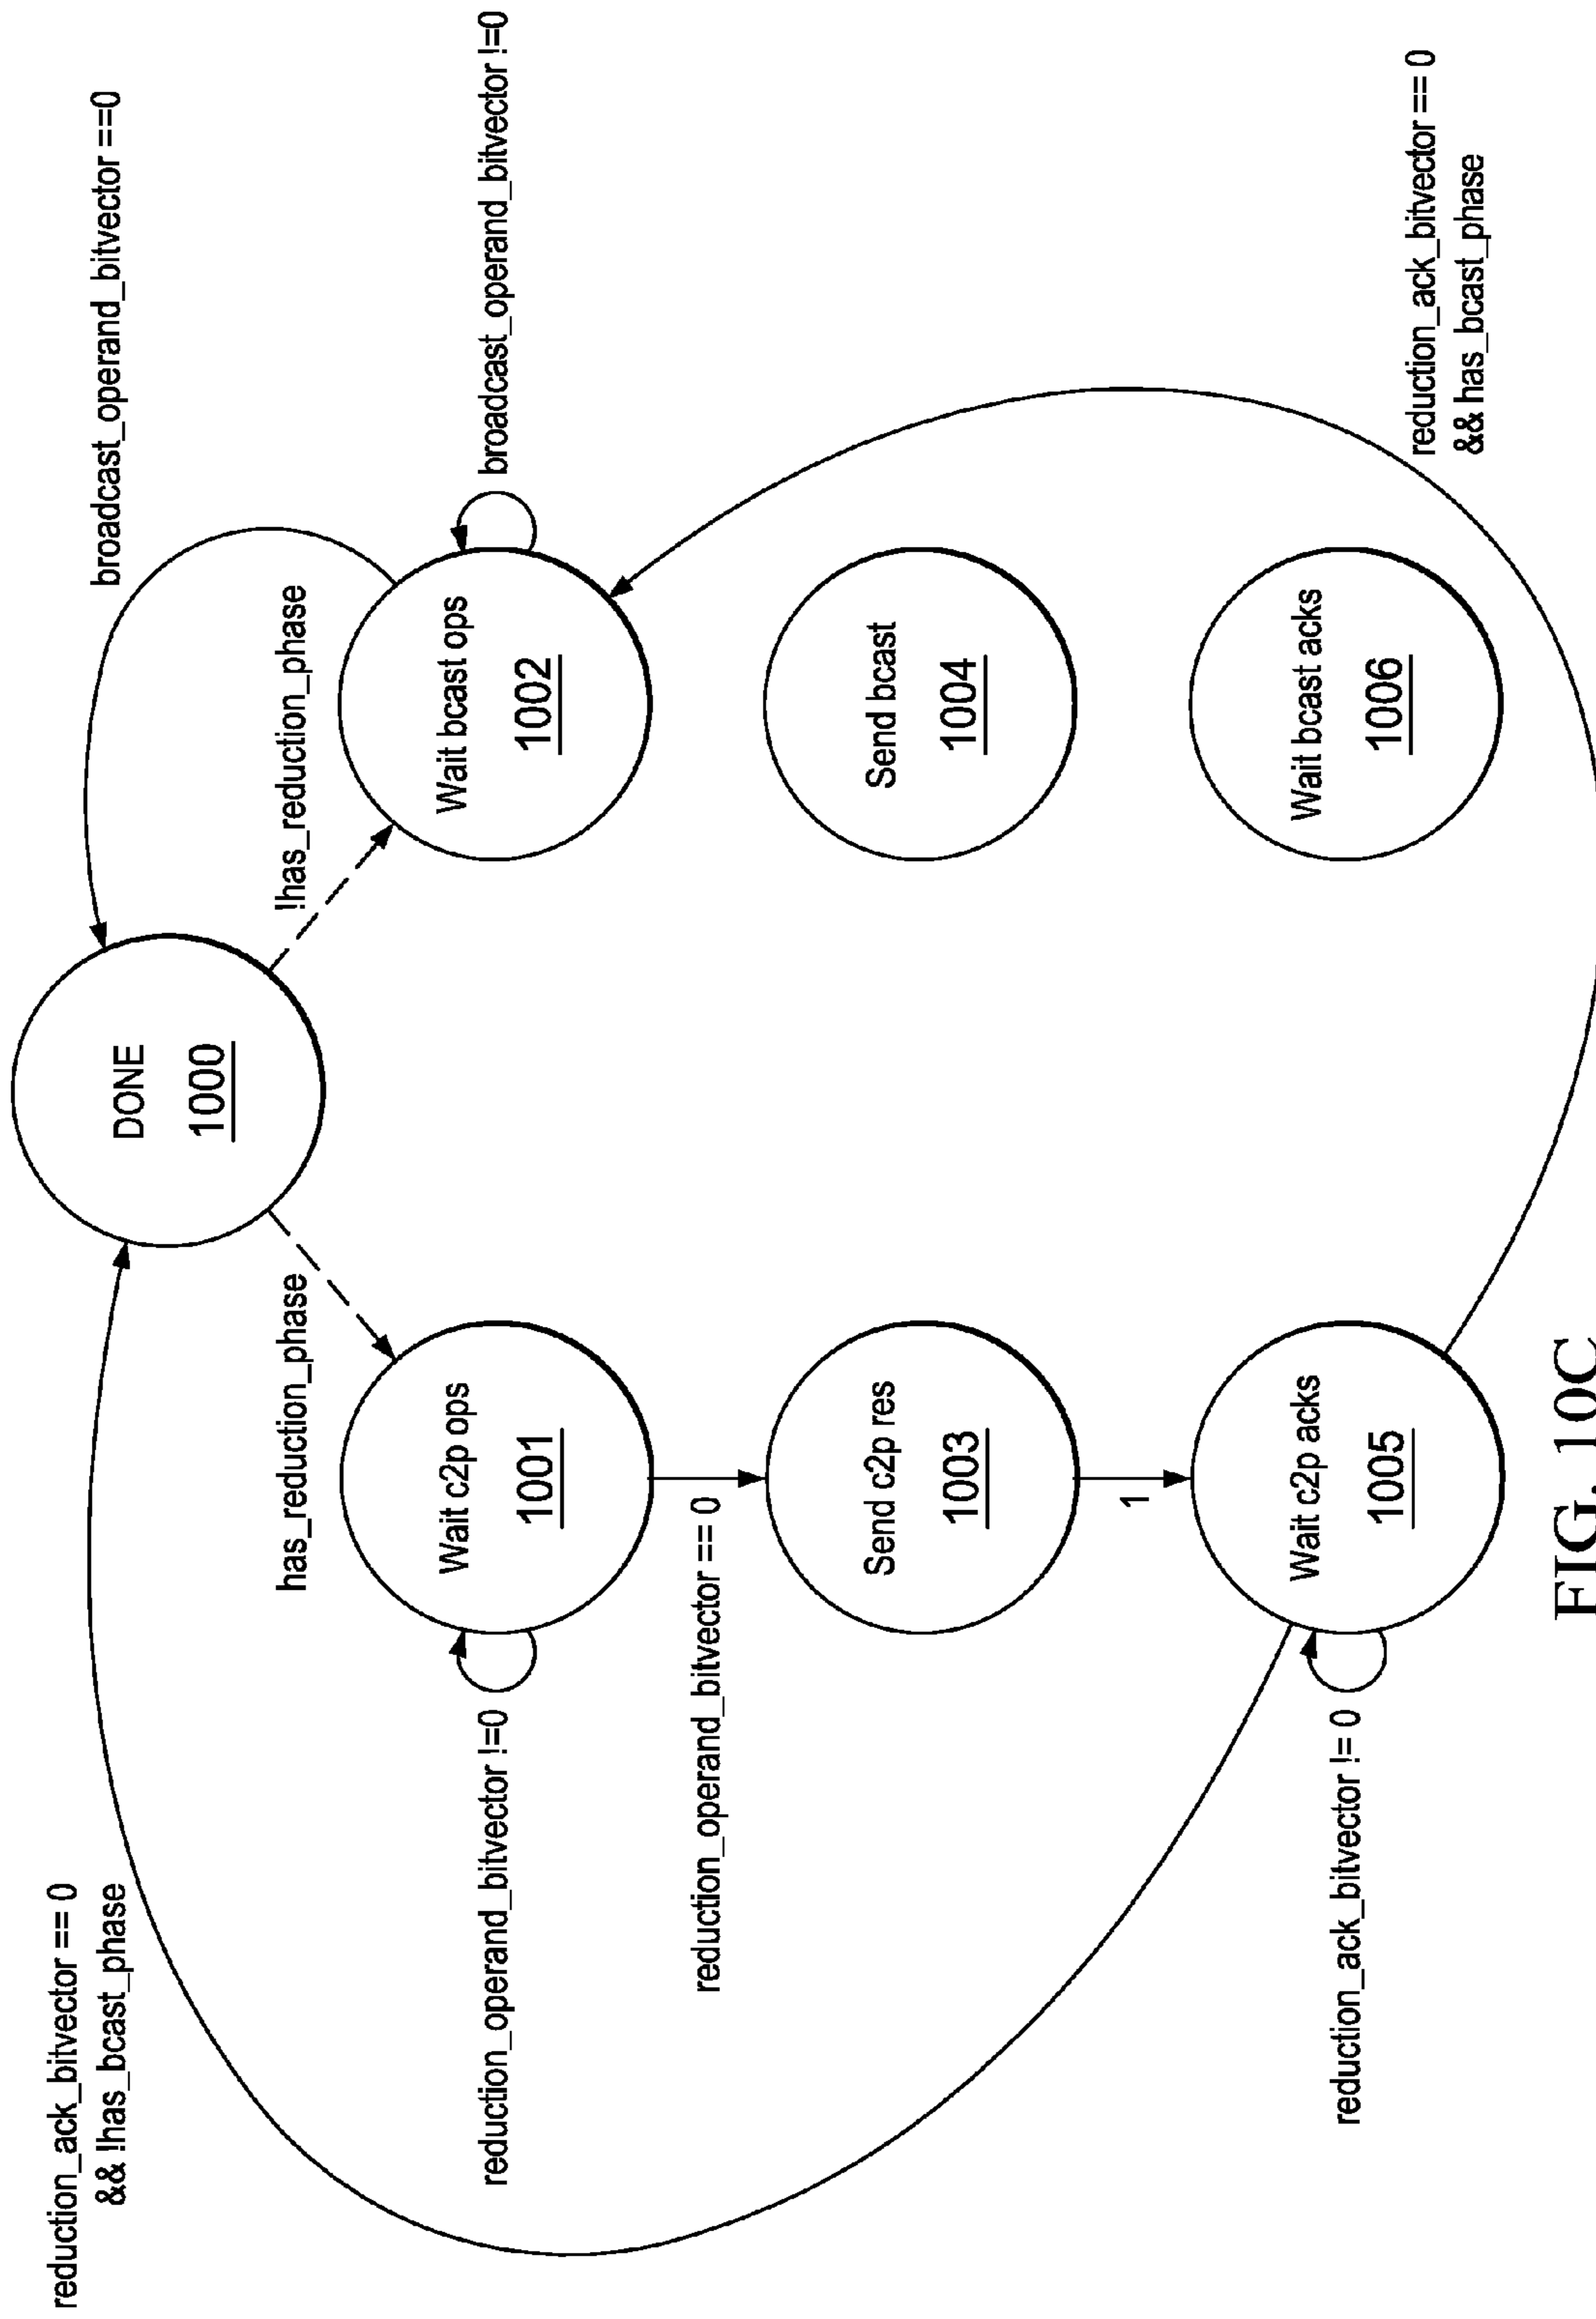 reduction_ack_bitvector == 0
&& !has_bcast_phase
broadcast_operand_bitvector ==0
DONE
1000
has_reduction_phase
!has_reduction_phase
reduction_operand_bitvector !=0
Wait c2p ops
1001
Wait bcast ops
1002
broadcast_operand_bitvector !=0
reduction_operand_bitvector == 0
Send c2p res
1003
Send bcast
1004
1
reduction_ack_bitvector != 0
Wait c2p acks
1005
Wait bcast acks
1006
reduction_ack_bitvector == 0
&& has_bcast_phase
FIG. 10C